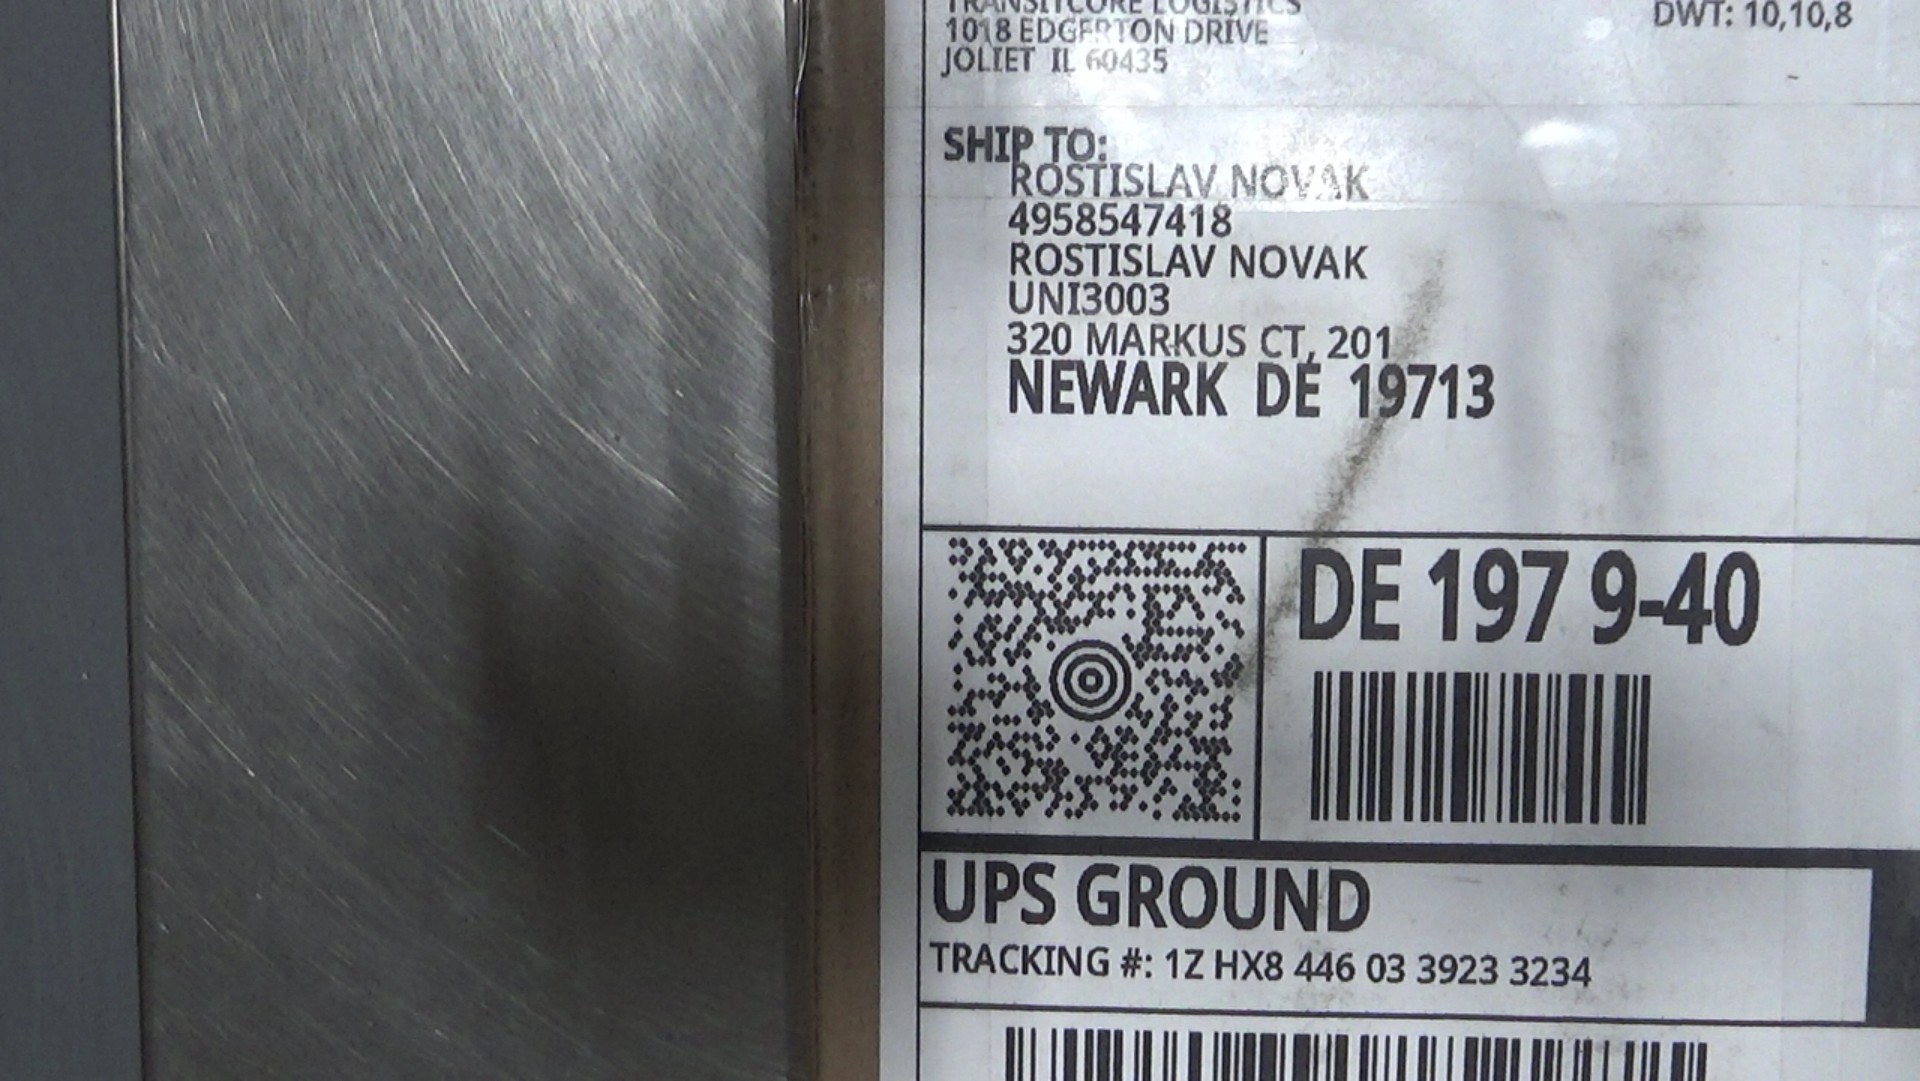 TRANSITCORE LOGISTICS
1018 EDGERTON DRIVE
JOLIET IL 60435
DWT: 10,10,8
SHIP TO:
ROSTISLAV NOVAK
4958547418
ROSTISLAV NOVAK
UNI3003
320 MARKUS CT, 201
NEWARK DE 19713
DE 197 9-40
UPS GROUND
TRACKING #: 1Z HX8 446 03 3923 3234